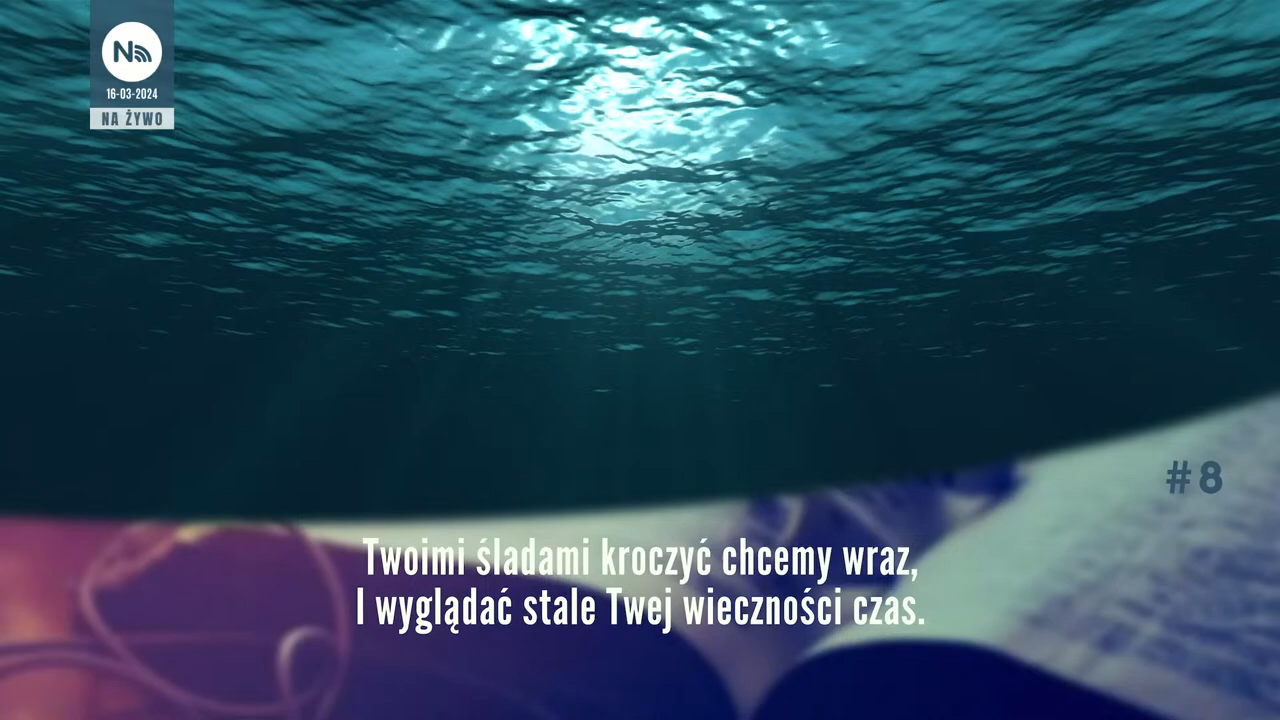 N
16-03-2024
NA ŻYWO
#8
Twoimi śladami kroczyć chcemy wraz,
I wyglądać stale Twej wieczności czas.